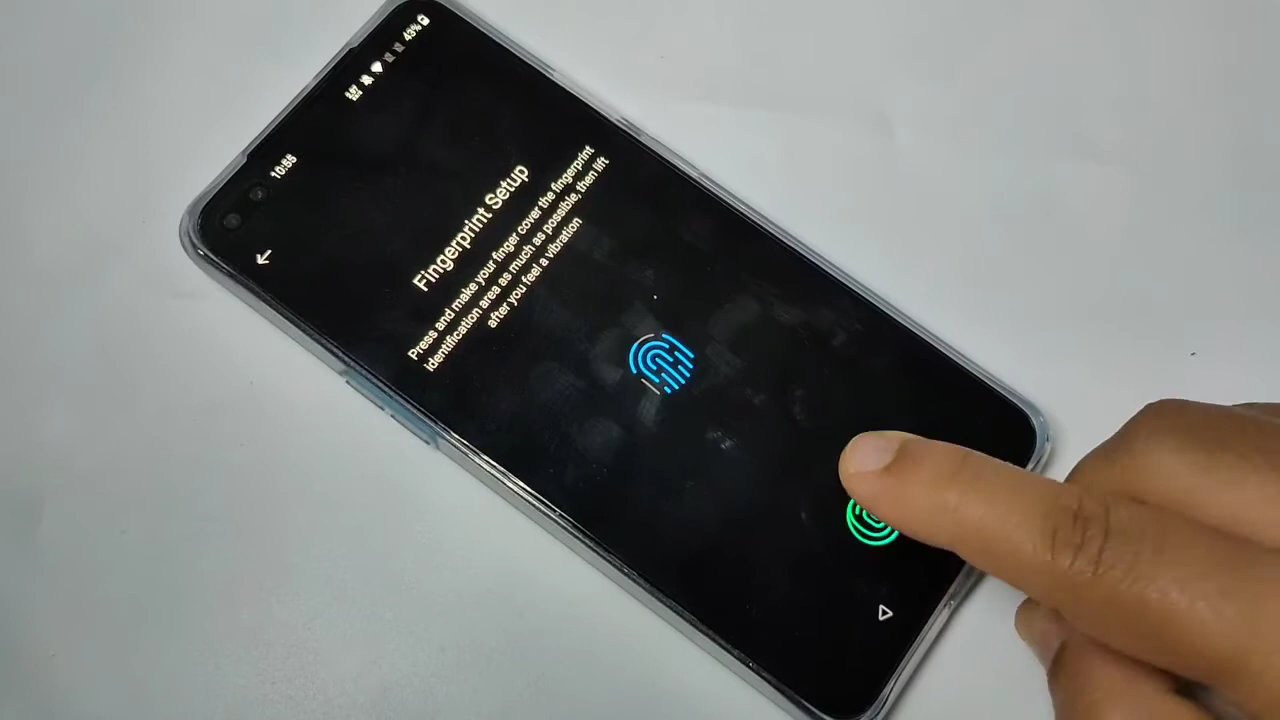 10:55
43%
Fingerprint Setup
Press and make your finger cover the fingerprint
identification area as much as possible, then lift
after you feel a vibration